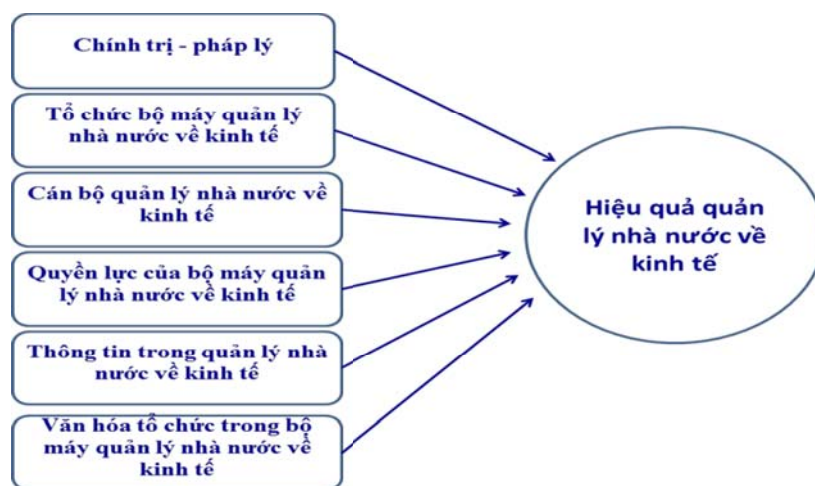 Chính trị - pháp lý
Tổ chức bộ máy quản lý
nhà nước về kinh tế
Cán bộ quản lý nhà nước về
kinh tế
Quyền lực của bộ máy quản
lý nhà nước về kinh tế
Thông tin trong quản lý nhà
nước về kinh tế
Văn hóa tổ chức trong bộ
máy quản lý nhà nước về
kinh tế
Hiệu quả quản
lý nhà nước về
kinh tế